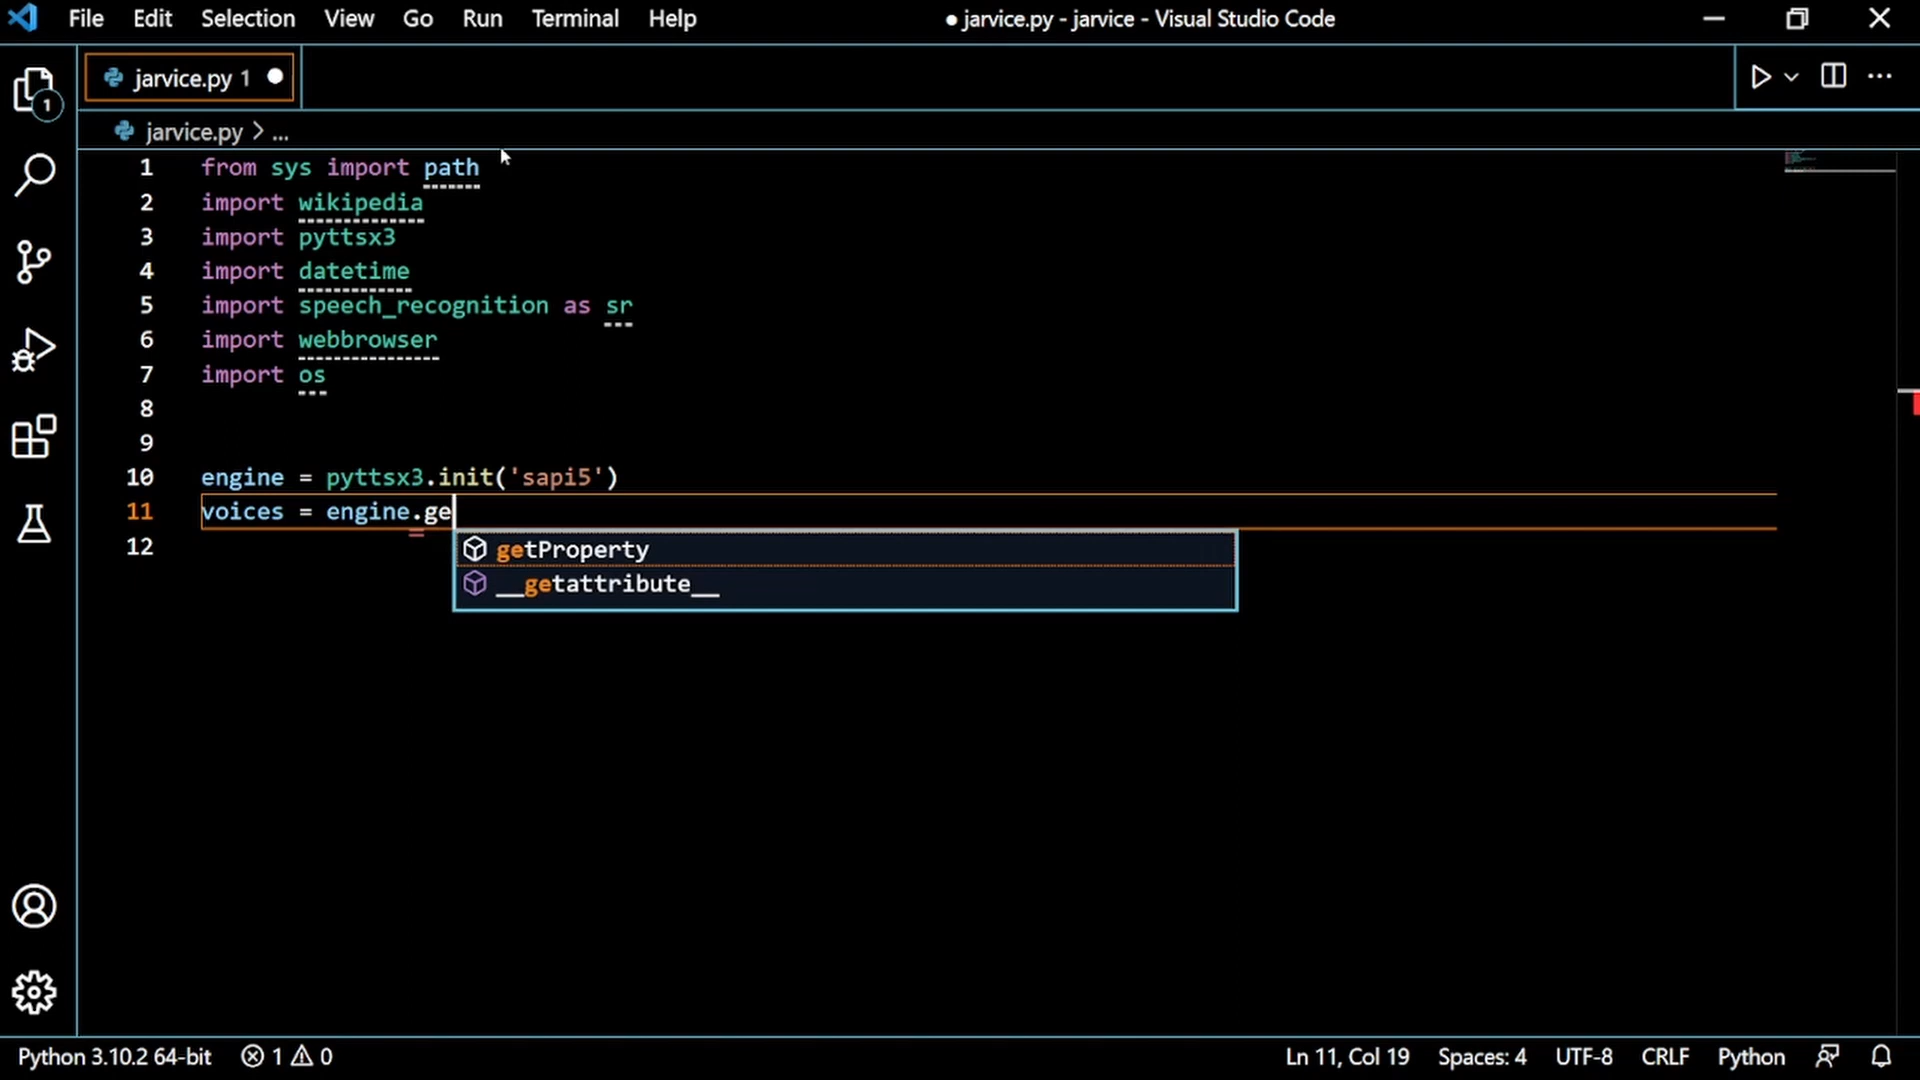 File Edit Selection View Go Run Terminal Help ● jarvice.py - jarvice - Visual Studio Code
jarvice.py 1
1
jarvice.py > ...
1 from sys import path
2 import wikipedia
3 import pyttsx3
4 import datetime
5 import speech_recognition as sr
6 import webbrowser
7 import os
8
9
10 engine = pyttsx3.init('sapi5')
11 voices = engine.ge
12
getProperty
__getattribute__
Python 3.10.2 64-bit 1 0 Ln 11, Col 19 Spaces: 4 UTF-8 CRLF Python